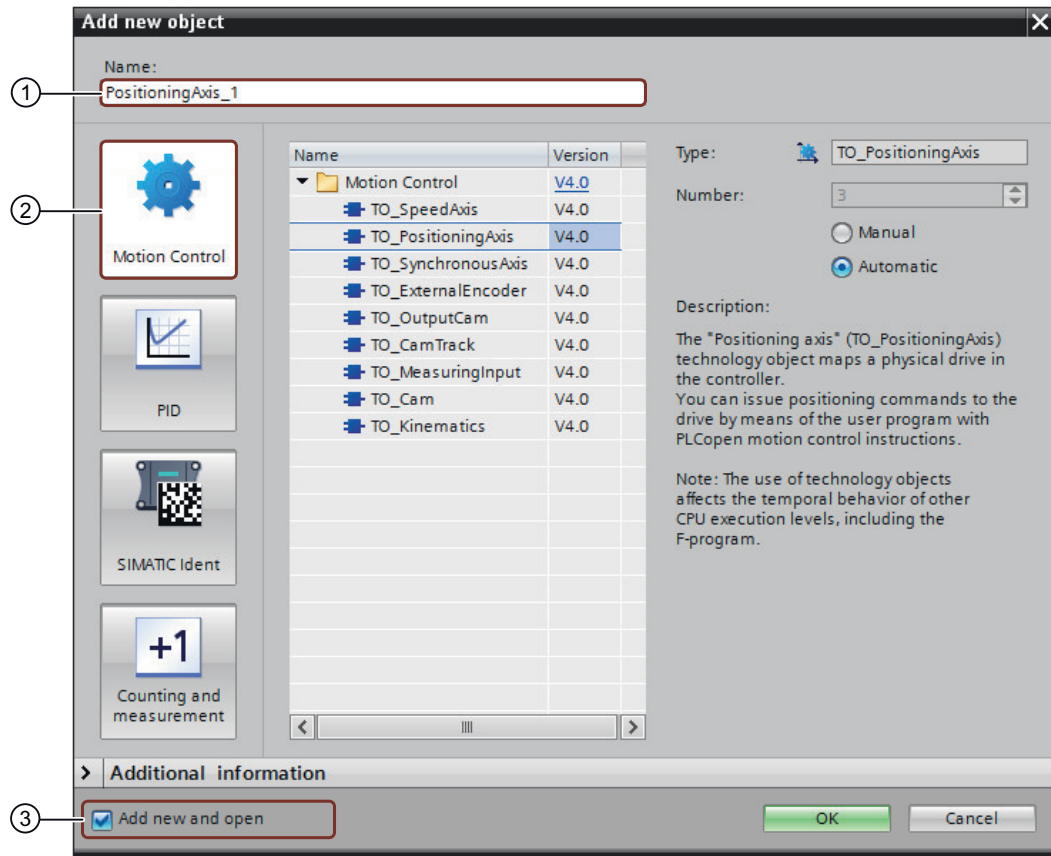 Add new object
Name:
1
PositioningAxis_1
2
Motion Control
PID
SIMATIC Ident
+1
Counting and
measurement
Name Version
Motion Control V4.0
TO_SpeedAxis V4.0
TO_PositioningAxis V4.0
TO_SynchronousAxis V4.0
TO_ExternalEncoder V4.0
TO_OutputCam V4.0
TO_CamTrack V4.0
TO_MeasuringInput V4.0
TO_Cam V4.0
TO_Kinematics V4.0
Type: TO_PositioningAxis
Number: 3
Manual
Automatic
Description:
The "Positioning axis" (TO_PositioningAxis)
technology object maps a physical drive in
the controller.
You can issue positioning commands to the
drive by means of the user program with
PLCopen motion control instructions.
Note: The use of technology objects
affects the temporal behavior of other
CPU execution levels, including the
F-program.
Additional information
3
Add new and open
OK Cancel